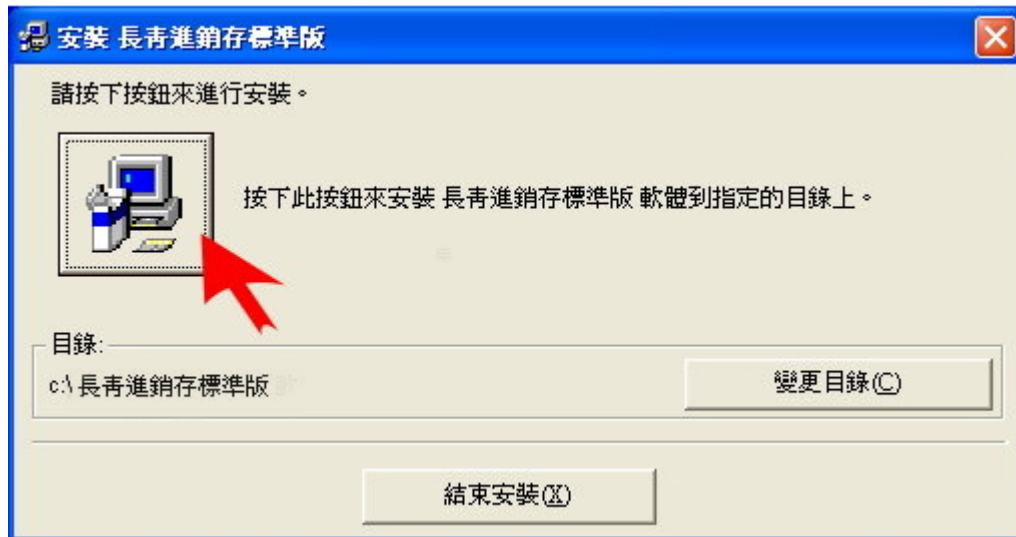 安裝 長青進銷存標準版
請按下按鈕來進行安裝。
按下此按鈕來安裝 長青進銷存標準版 軟體到指定的目錄上。
目錄:
c:\ 長青進銷存標準版
變更目錄(C)
結束安裝(X)